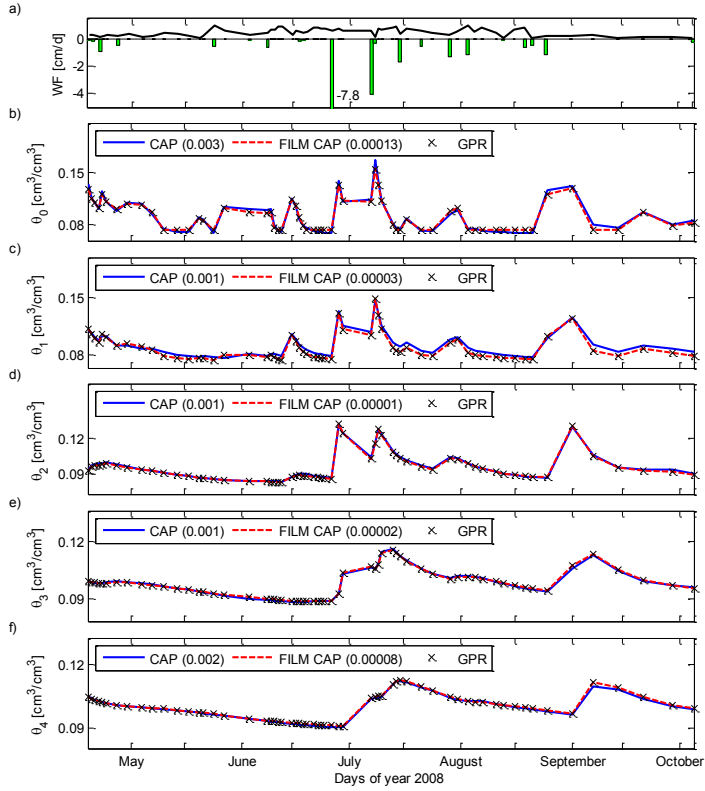 a)
WF [cm/d]
0
-2
-4
-7.8
b)
θ0 [cm3/cm3]
0.15
0.08
CAP (0.003) FILM CAP (0.00013) GPR
c)
θ1 [cm3/cm3]
0.15
0.08
CAP (0.001) FILM CAP (0.00003) GPR
d)
θ2 [cm3/cm3]
0.12
0.09
CAP (0.001) FILM CAP (0.00001) GPR
e)
θ3 [cm3/cm3]
0.12
0.09
CAP (0.001) FILM CAP (0.00002) GPR
f)
θ4 [cm3/cm3]
0.12
0.09
CAP (0.002) FILM CAP (0.00008) GPR
May June July August September October
Days of year 2008